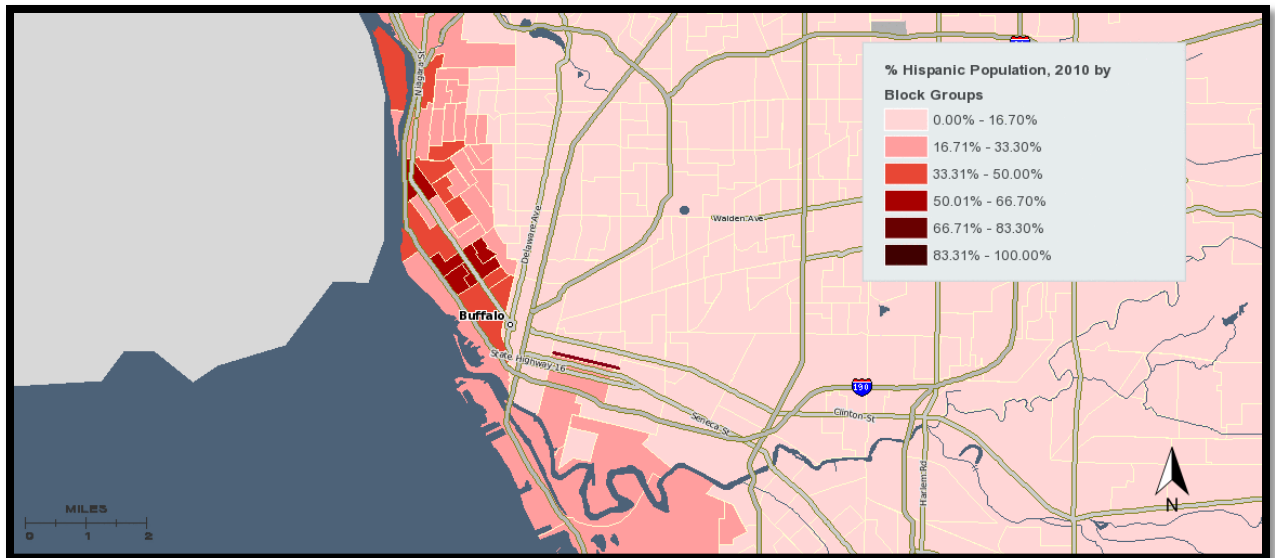 % Hispanic Population, 2010 by
Block Groups
0.00% - 16.70%
16.71% - 33.30%
33.31% - 50.00%
50.01% - 66.70%
66.71% - 83.30%
83.31% - 100.00%
Niagara St
Delaware Ave
Walden Ave
Buffalo
State Highway 16
190
Seneca St
Clinton St
Harlem Rd
N
MILES
0 1 2